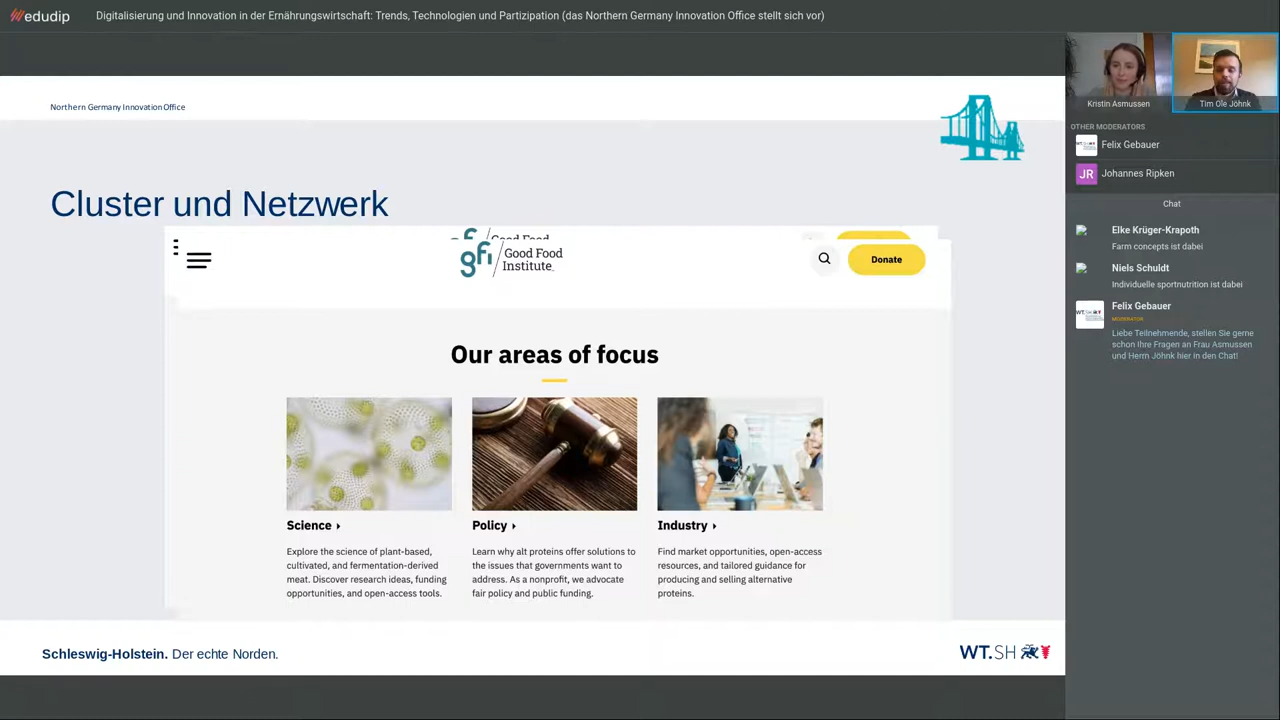 edudip
Digitalisierung und Innovation in der Ernährungswirtschaft: Trends, Technologien und Partizipation (das Northern Germany Innovation Office stellt sich vor)
Northern Germany Innovation Office
Cluster und Netzwerk
Good Food
gfi
Good Food
Institute
Donate
Our areas of focus
Science
Explore the science of plant-based,
cultivated, and fermentation-derived
meat. Discover research ideas, funding
opportunities, and open-access tools.
Policy
Learn why alt proteins offer solutions to
the issues that governments want to
address. As a nonprofit, we advocate
fair policy and public funding.
Industry
Find market opportunities, open-access
resources, and tailored guidance for
producing and selling alternative
proteins.
Schleswig-Holstein. Der echte Norden.
WT.SH
Kristin Asmussen
Tim Ole Jöhnk
OTHER MODERATORS
WT.SH
Felix Gebauer
JR
Johannes Ripken
Chat
Elke Krüger-Krapoth
Farm concepts ist dabei
Niels Schuldt
Individuelle sportnutrition ist dabei
WT.SH
Felix Gebauer
MODERATOR
Liebe Teilnehmende, stellen Sie gerne
schon Ihre Fragen an Frau Asmussen
und Herrn Jöhnk hier in den Chat!